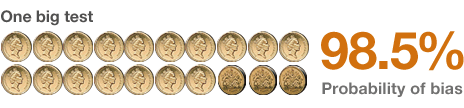 One big test
98.5%
Probability of bias